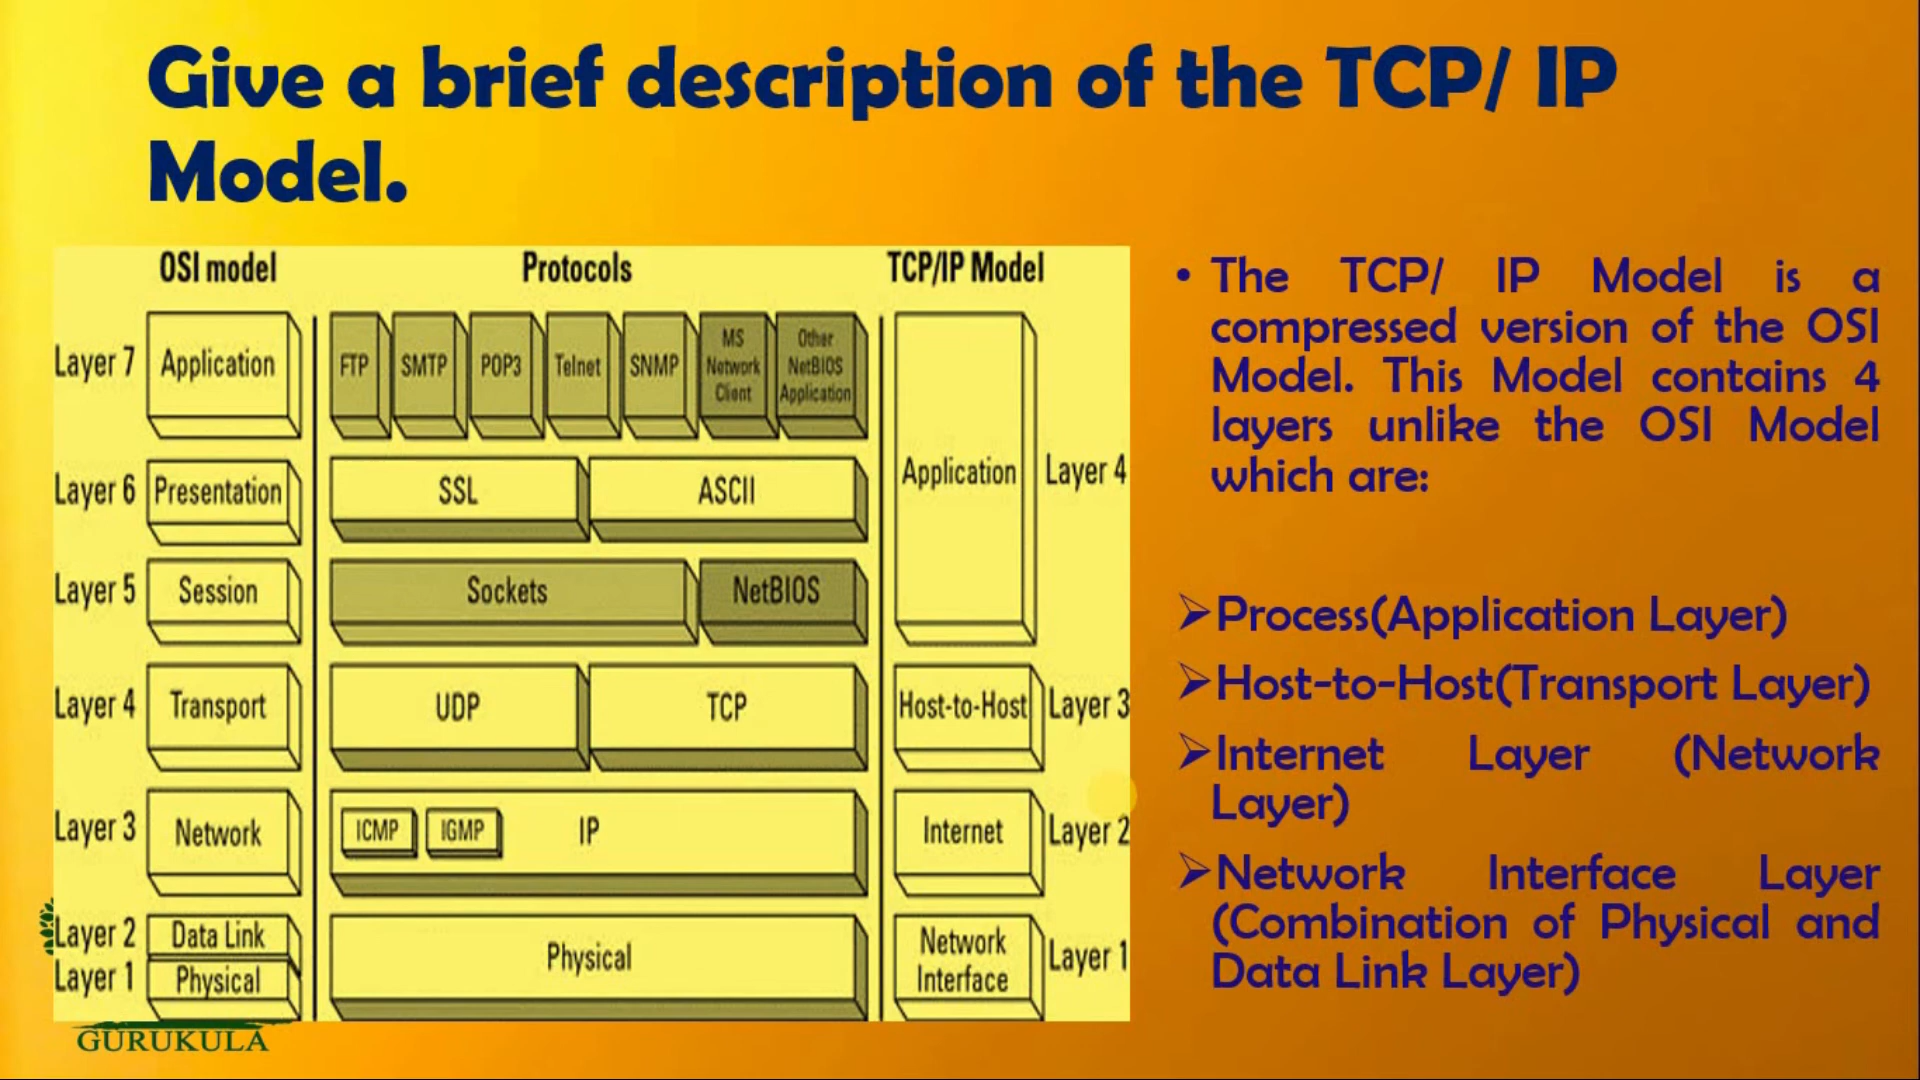 Give a brief description of the TCP/ IP
Model.
OSI model Protocols TCP/IP Model
Layer 7 Application FTP SMTP POP3 Telnet SNMP MS Network Client Other NetBIOS Application
Layer 6 Presentation SSL ASCII Application Layer 4
Layer 5 Session Sockets NetBIOS
Layer 4 Transport UDP TCP Host-to-Host Layer 3
Layer 3 Network ICMP IGMP IP Internet Layer 2
Layer 2 Data Link
Layer 1 Physical Physical Network Interface Layer 1
• The TCP/ IP Model is a
compressed version of the OSI
Model. This Model contains 4
layers unlike the OSI Model
which are:
➢Process(Application Layer)
➢Host-to-Host(Transport Layer)
➢Internet Layer (Network
Layer)
➢Network Interface Layer
(Combination of Physical and
Data Link Layer)
GURUKULA